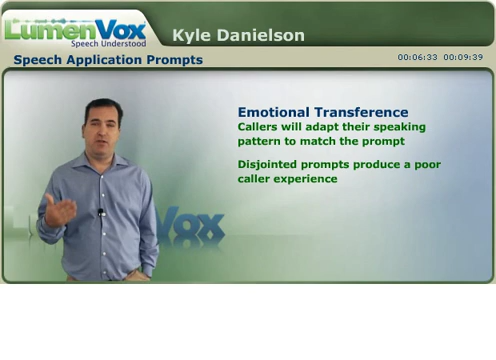 LumenVox
Speech Understood
Kyle Danielson
Speech Application Prompts
00:06:33 00:09:39
Emotional Transference
Callers will adapt their speaking
pattern to match the prompt
Disjointed prompts produce a poor
caller experience
Vox